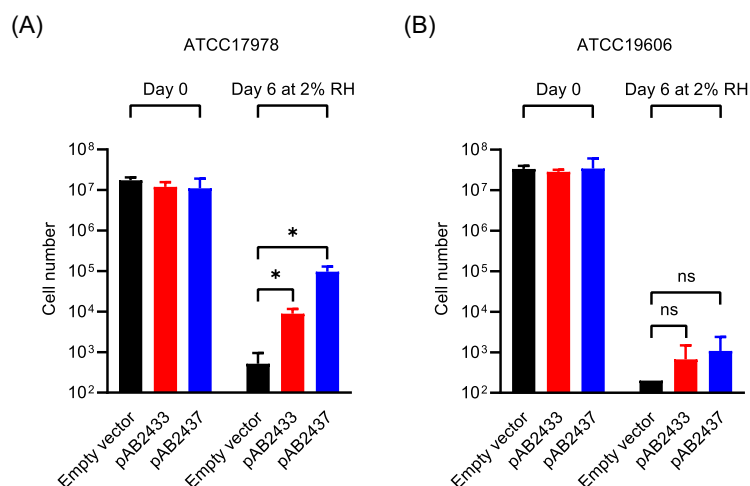 (A)
ATCC17978
Day 0
Day 6 at 2% RH
Cell number
10⁸
10⁷
10⁶
10⁵
10⁴
10³
10²
*
*
Empty vector
pAB2433
pAB2437
Empty vector
pAB2433
pAB2437
(B)
ATCC19606
Day 0
Day 6 at 2% RH
Cell number
10⁸
10⁷
10⁶
10⁵
10⁴
10³
10²
ns
ns
Empty vector
pAB2433
pAB2437
Empty vector
pAB2433
pAB2437